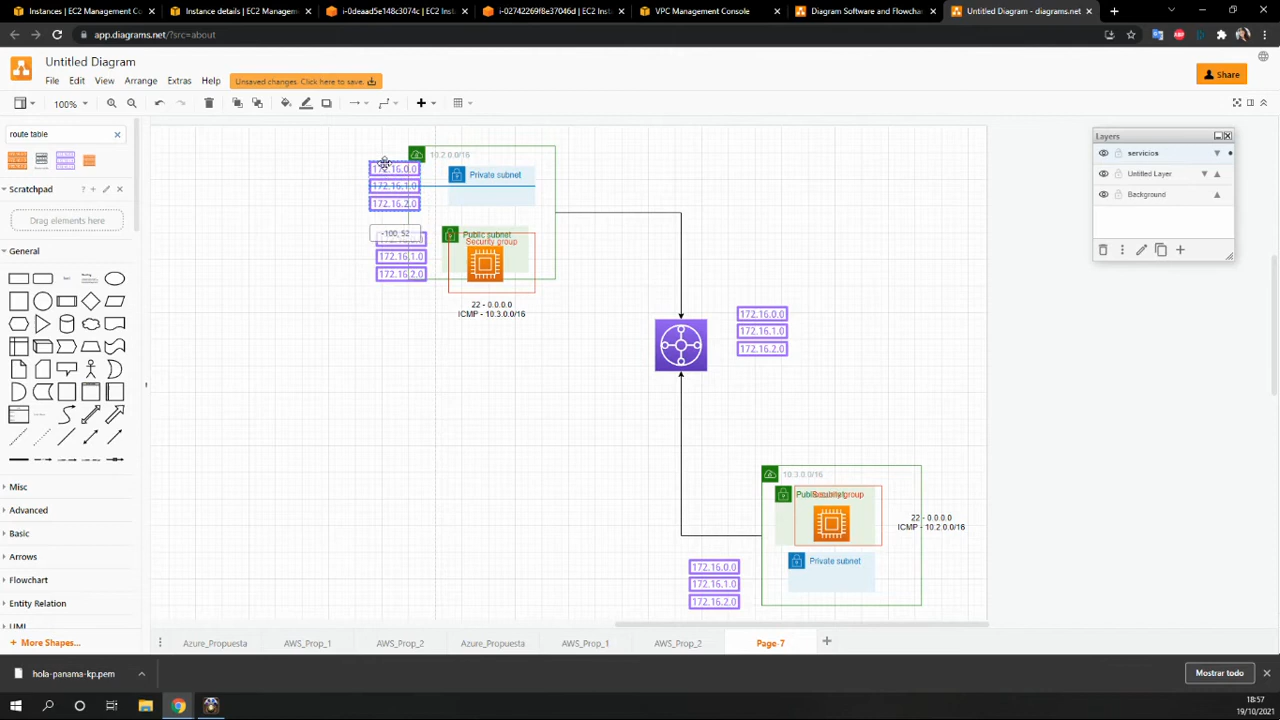 Instances | EC2 Management Co
Instance details | EC2 Manageme
i-0deaad5e148c3074c | EC2 Inst
i-02742269f8e37046d | EC2 Inst
VPC Management Console
Diagram Software and Flowchar
Untitled Diagram - diagrams.net
app.diagrams.net/?src=about
Untitled Diagram
File Edit View Arrange Extras Help
Unsaved changes. Click here to save.
Share
100%
route table
Scratchpad
Drag elements here
General
Misc
Advanced
Basic
Arrows
Flowchart
Entity Relation
UML
+ More Shapes...
10.2.0.0/16
Private subnet
172.16.0.0
172.16.1.0
172.16.2.0
-100, 52
172.16.1.0
172.16.2.0
Public subnet
Security group
22 - 0.0.0.0
ICMP - 10.3.0.0/16
172.16.0.0
172.16.1.0
172.16.2.0
10.3.0.0/16
Security group
22 - 0.0.0.0
ICMP - 10.2.0.0/16
Private subnet
172.16.0.0
172.16.1.0
172.16.2.0
Layers
servicios
Untitled Layer
Background
Azure_Propuesta
AWS_Prop_1
AWS_Prop_2
Azure_Propuesta
AWS_Prop_1
AWS_Prop_2
Page-7
hola-panama-kp.pem
Mostrar todo
18:57
19/10/2021